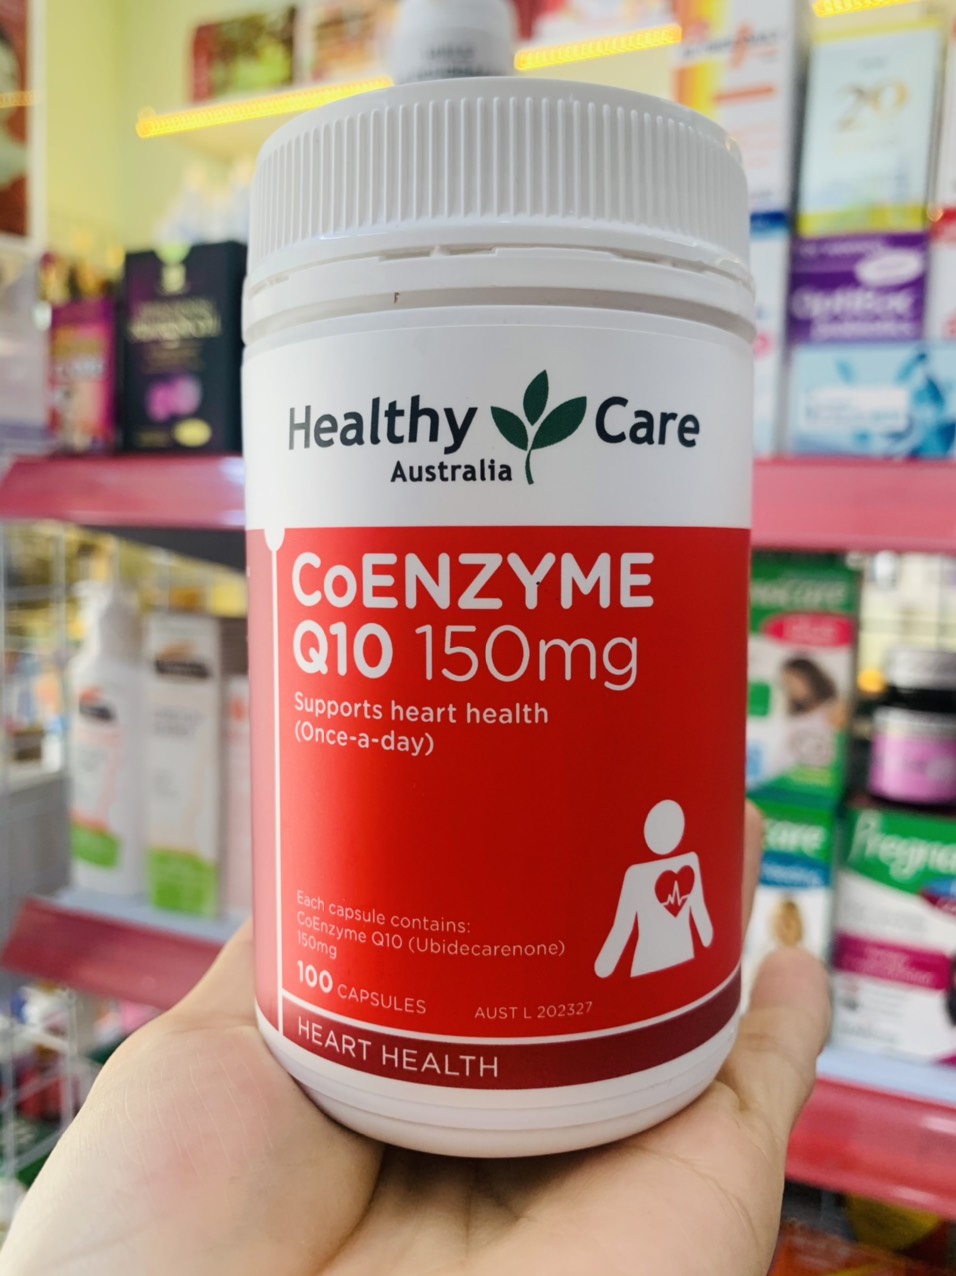 Healthy Care
Australia
CoENZYME
Q10 150mg
Supports heart health
(Once-a-day)
Each capsule contains:
CoEnzyme Q10 (Ubidecarenone)
150mg
100 CAPSULES
AUST L 202327
HEART HEALTH
20